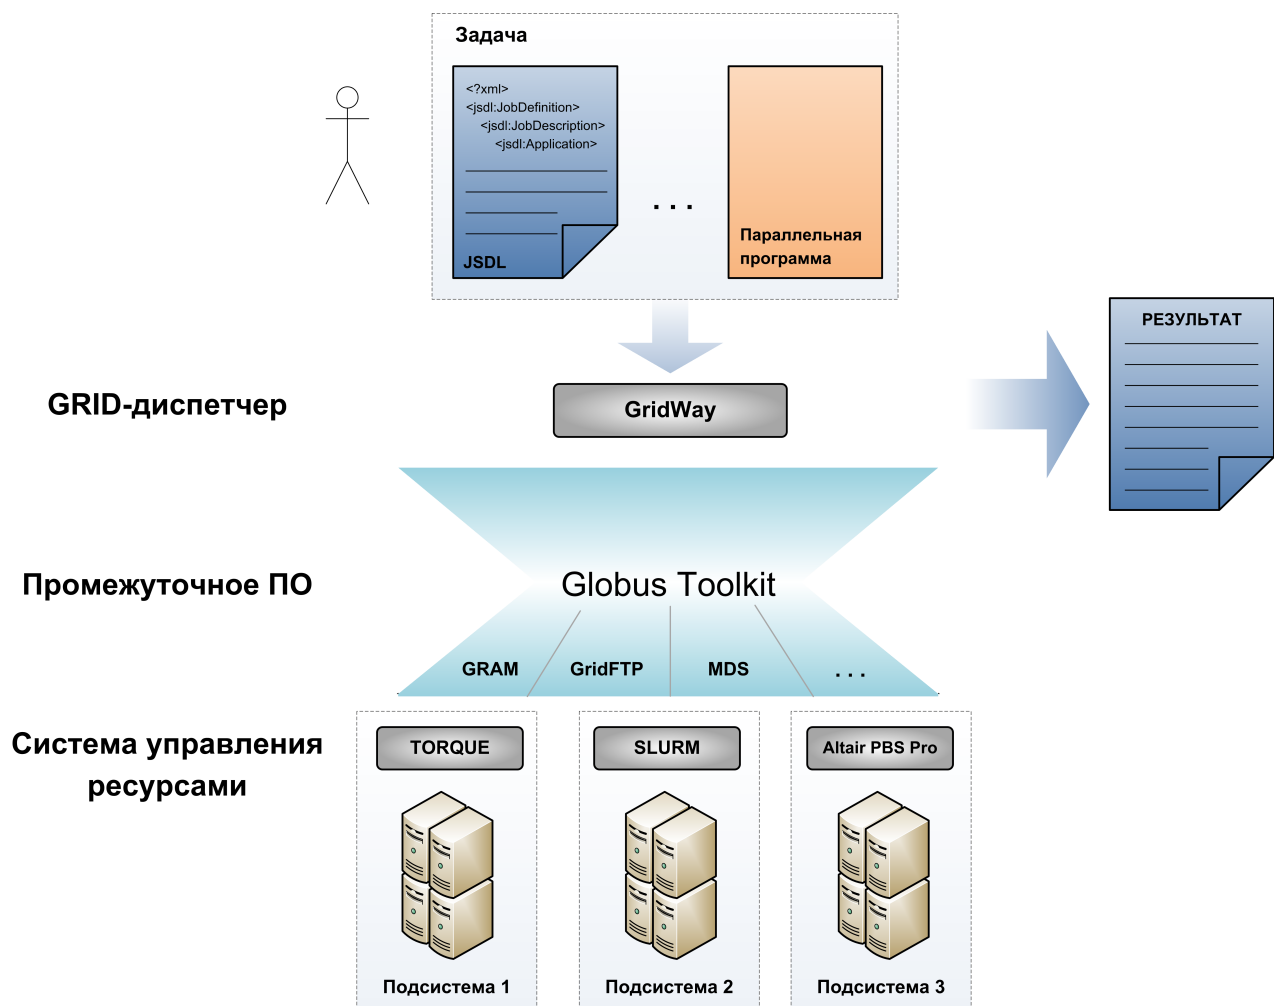 Задача
<?xml>
<jsdl:JobDefinition>
<jsdl:JobDescription>
<jsdl:Application>
. . .
JSDL
Параллельная
программа
РЕЗУЛЬТАТ
GRID-диспетчер
GridWay
Промежуточное ПО
Globus Toolkit
GRAM
GridFTP
MDS
. . .
Система управления
ресурсами
TORQUE
SLURM
Altair PBS Pro
Подсистема 1
Подсистема 2
Подсистема 3